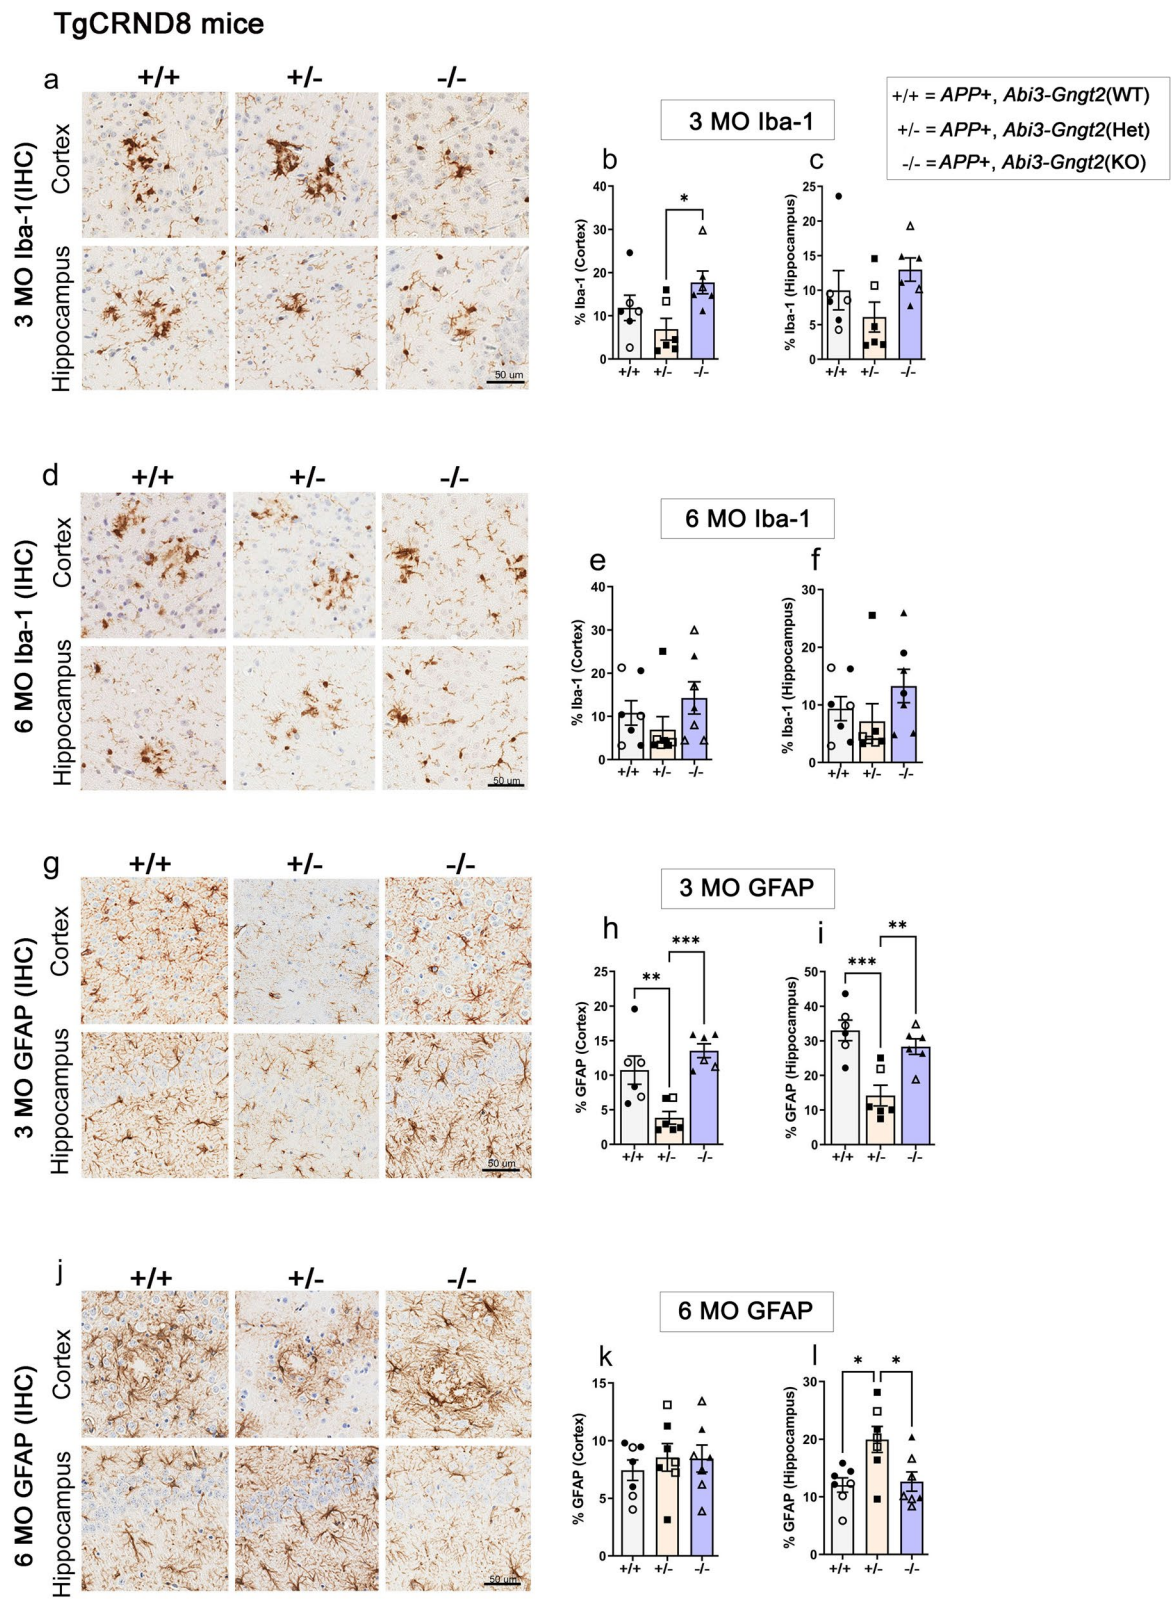 TgCRND8 mice
+/+ = APP+, Abi3-Gngt2(WT)
+/- = APP+, Abi3-Gngt2(Het)
-/- = APP+, Abi3-Gngt2(KO)
a
+/+ +/- -/-
3 MO Iba-1(IHC)
Cortex
Hippocampus
50 um
3 MO Iba-1
b
% Iba-1 (Cortex)
40
30
20
10
0
*
+/+ +/- -/-
c
% Iba-1 (Hippocampus)
25
20
15
10
5
0
+/+ +/- -/-
d
+/+ +/- -/-
6 MO Iba-1 (IHC)
Cortex
Hippocampus
50 um
6 MO Iba-1
e
% Iba-1 (Cortex)
40
30
20
10
0
+/+ +/- -/-
f
% Iba-1 (Hippocampus)
30
20
10
0
+/+ +/- -/-
g
+/+ +/- -/-
3 MO GFAP (IHC)
Cortex
Hippocampus
50 um
3 MO GFAP
h
% GFAP (Cortex)
25
20
15
10
5
0
** ***
+/+ +/- -/-
i
% GFAP (Hippocampus)
50
40
30
20
10
0
*** **
+/+ +/- -/-
j
+/+ +/- -/-
6 MO GFAP (IHC)
Cortex
Hippocampus
50 um
6 MO GFAP
k
% GFAP (Cortex)
15
10
5
0
+/+ +/- -/-
l
% GFAP (Hippocampus)
30
20
10
0
* *
+/+ +/- -/-